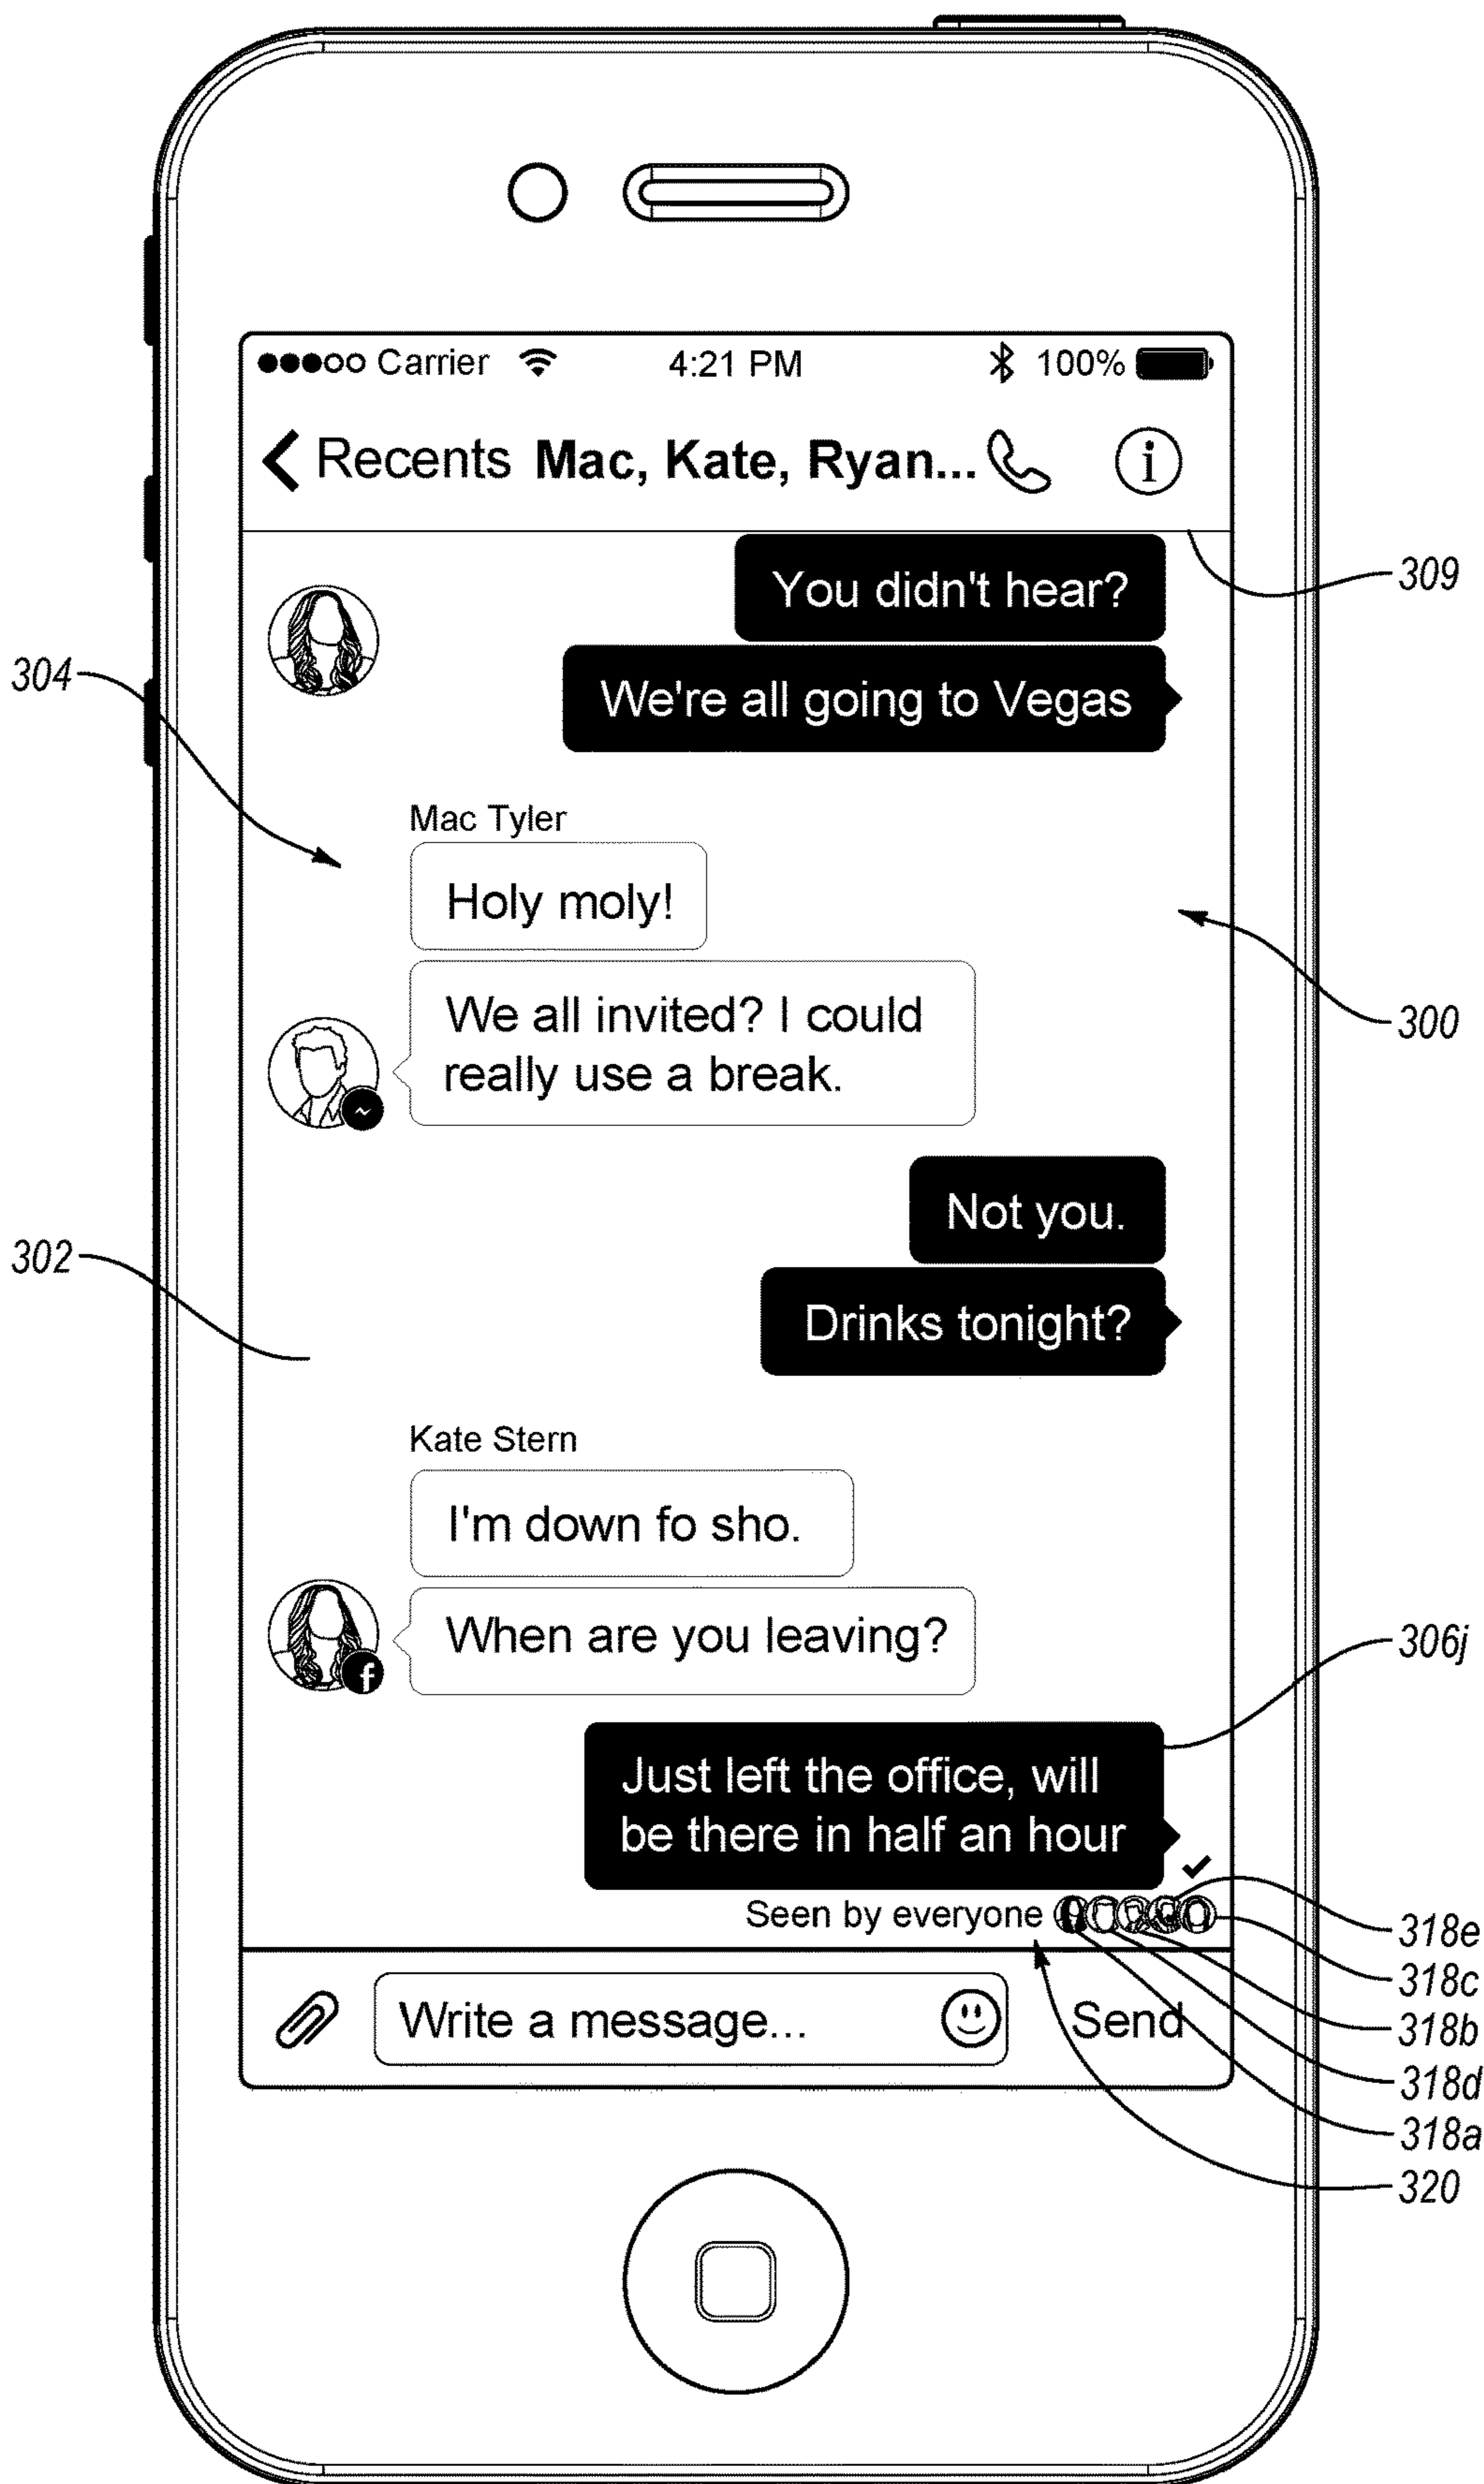 Carrier 4:21 PM 100%
Recents Mac, Kate, Ryan... i
You didn't hear?
309
We're all going to Vegas
304
Mac Tyler
Holy moly!
We all invited? I could
really use a break.
300
Not you.
302
Drinks tonight?
Kate Stern
I'm down fo sho.
When are you leaving?
f
306j
Just left the office, will
be there in half an hour
Seen by everyone
318e
318c
Write a message... Send
318b
318d
318a
320